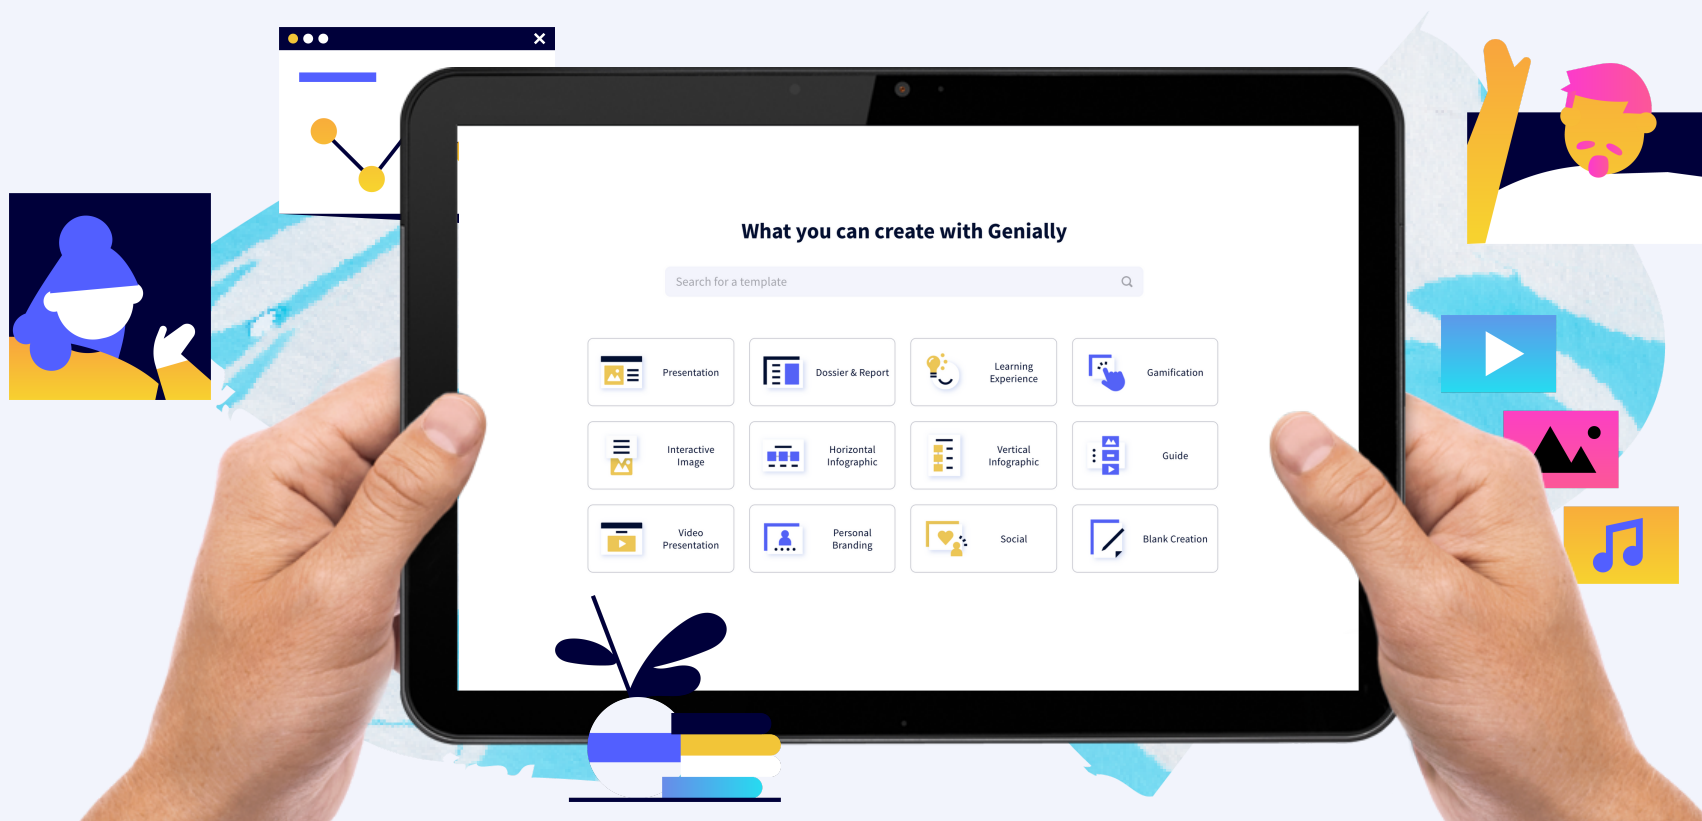 What you can create with Genially
Search for a template
Presentation
Dossier & Report
Learning
Experience
Gamification
Interactive
Image
Horizontal
Infographic
Vertical
Infographic
Guide
Video
Presentation
Personal
Branding
Social
Blank Creation